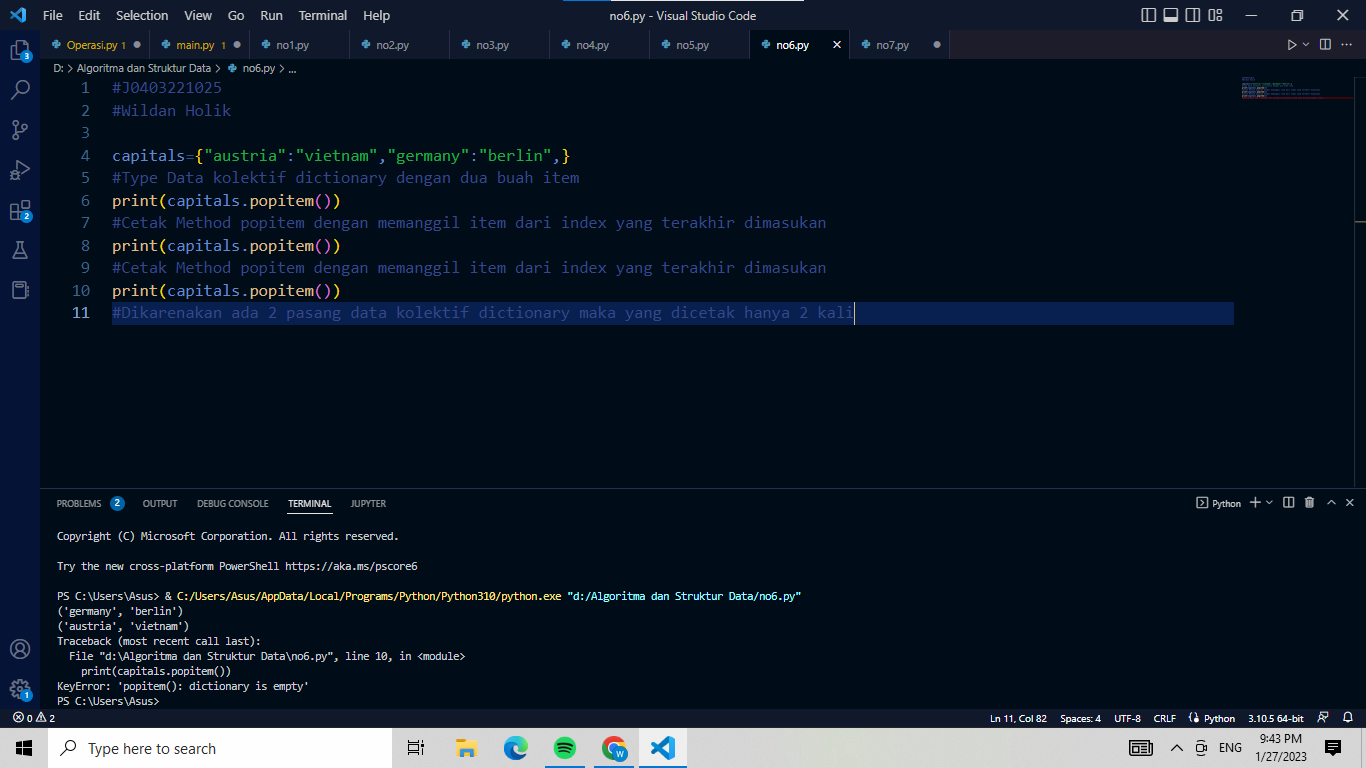 File Edit Selection View Go Run Terminal Help no6.py - Visual Studio Code
Operasi.py 1 main.py 1 no1.py no2.py no3.py no4.py no5.py no6.py no7.py
D: > Algoritma dan Struktur Data > no6.py > ...
1 #J0403221025
2 #Wildan Holik
3
4 capitals={"austria":"vietnam","germany":"berlin",}
5 #Type Data kolektif dictionary dengan dua buah item
6 print(capitals.popitem())
7 #Cetak Method popitem dengan memanggil item dari index yang terakhir dimasukan
8 print(capitals.popitem())
9 #Cetak Method popitem dengan memanggil item dari index yang terakhir dimasukan
10 print(capitals.popitem())
11 #Dikarenakan ada 2 pasang data kolektif dictionary maka yang dicetak hanya 2 kali
3
2
1
PROBLEMS 2 OUTPUT DEBUG CONSOLE TERMINAL JUPYTER Python
Copyright (C) Microsoft Corporation. All rights reserved.
Try the new cross-platform PowerShell https://aka.ms/pscore6
PS C:\Users\Asus> & C:/Users/Asus/AppData/Local/Programs/Python/Python310/python.exe "d:/Algoritma dan Struktur Data/no6.py"
('germany', 'berlin')
('austria', 'vietnam')
Traceback (most recent call last):
File "d:\Algoritma dan Struktur Data\no6.py", line 10, in <module>
print(capitals.popitem())
KeyError: 'popitem(): dictionary is empty'
PS C:\Users\Asus>
0 2 Ln 11, Col 82 Spaces: 4 UTF-8 CRLF Python 3.10.5 64-bit
Type here to search W ENG 9:43 PM
1/27/2023